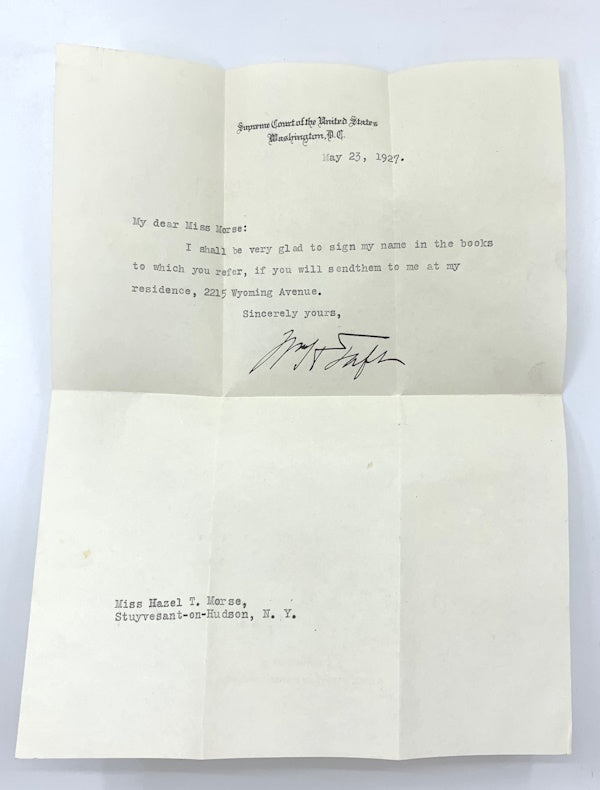 Supreme Court of the United States
Washington, D.C.
May 23, 1927.
My dear Miss Morse:
I shall be very glad to sign my name in the books
to which you refer, if you will sendthem to me at my
residence, 2215 Wyoming Avenue.
Sincerely yours,
Wm H Taft
Miss Hazel T. Morse,
Stuyvesant-on-Hudson, N. Y.